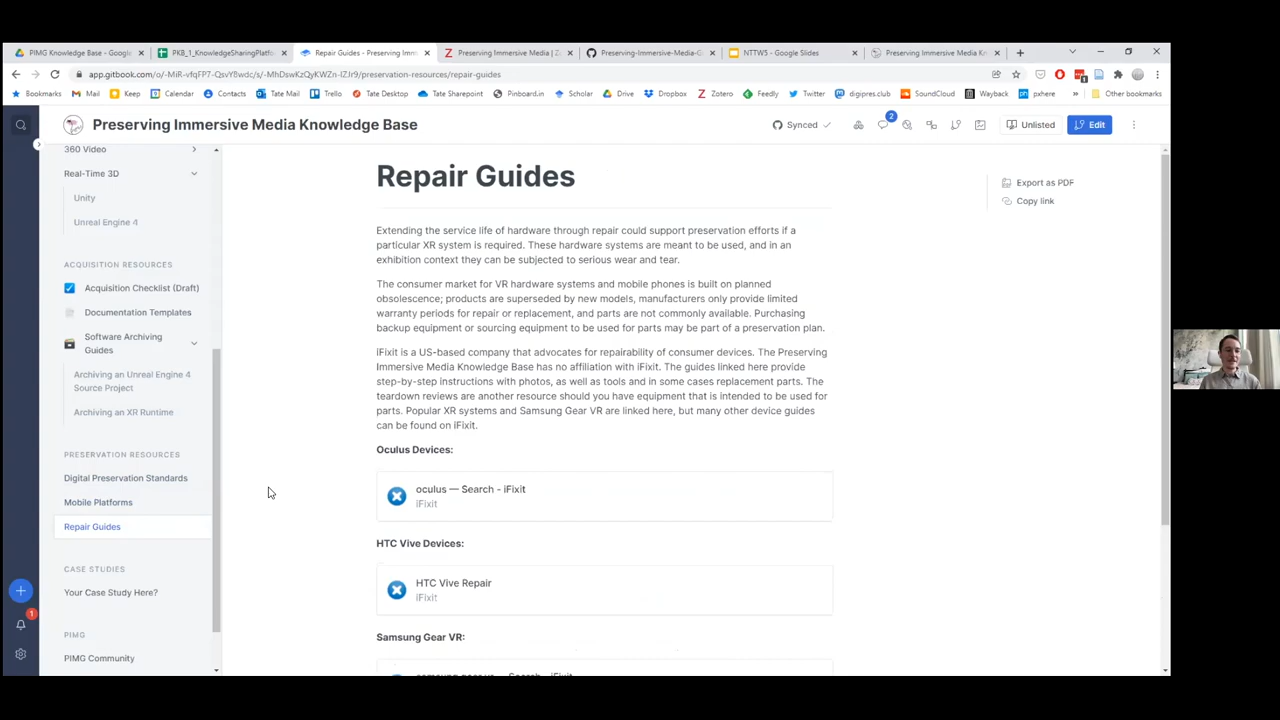 PIMG Knowledge Base - Google
PKB_1_KnowledgeSharingPlatfo
Repair Guides - Preserving Imm
Preserving Immersive Media | Z
Preserving-Immersive-Media-G
NTTW5 - Google Slides
Preserving Immersive Media K
app.gitbook.com/o/-MiR-vfqFP7-QsvY8wdc/s/-MhDswKzQyKWZn-IZJr9/preservation-resources/repair-guides
Bookmarks Mail Keep Calendar Contacts Tate Mail Trello Tate Desktop Tate Sharepoint Pinboard.in Scholar Drive Dropbox Zotero Feedly Twitter digipres.club SoundCloud Wayback pxhere » Other bookmarks
Preserving Immersive Media Knowledge Base
Synced
2
Unlisted
Edit
360 Video
Real-Time 3D
Unity
Unreal Engine 4
ACQUISITION RESOURCES
Acquisition Checklist (Draft)
Documentation Templates
Software Archiving
Guides
Archiving an Unreal Engine 4
Source Project
Archiving an XR Runtime
PRESERVATION RESOURCES
Digital Preservation Standards
Mobile Platforms
Repair Guides
CASE STUDIES
Your Case Study Here?
PIMG
PIMG Community
1
Repair Guides
Extending the service life of hardware through repair could support preservation efforts if a
particular XR system is required. These hardware systems are meant to be used, and in an
exhibition context they can be subjected to serious wear and tear.
The consumer market for VR hardware systems and mobile phones is built on planned
obsolescence; products are superseded by new models, manufacturers only provide limited
warranty periods for repair or replacement, and parts are not commonly available. Purchasing
backup equipment or sourcing equipment to be used for parts may be part of a preservation plan.
iFixit is a US-based company that advocates for repairability of consumer devices. The Preserving
Immersive Media Knowledge Base has no affiliation with iFixit. The guides linked here provide
step-by-step instructions with photos, as well as tools and in some cases replacement parts. The
teardown reviews are another resource should you have equipment that is intended to be used for
parts. Popular XR systems and Samsung Gear VR are linked here, but many other device guides
can be found on iFixit.
Oculus Devices:
oculus — Search - iFixit
iFixit
HTC Vive Devices:
HTC Vive Repair
iFixit
Samsung Gear VR:
Export as PDF
Copy link